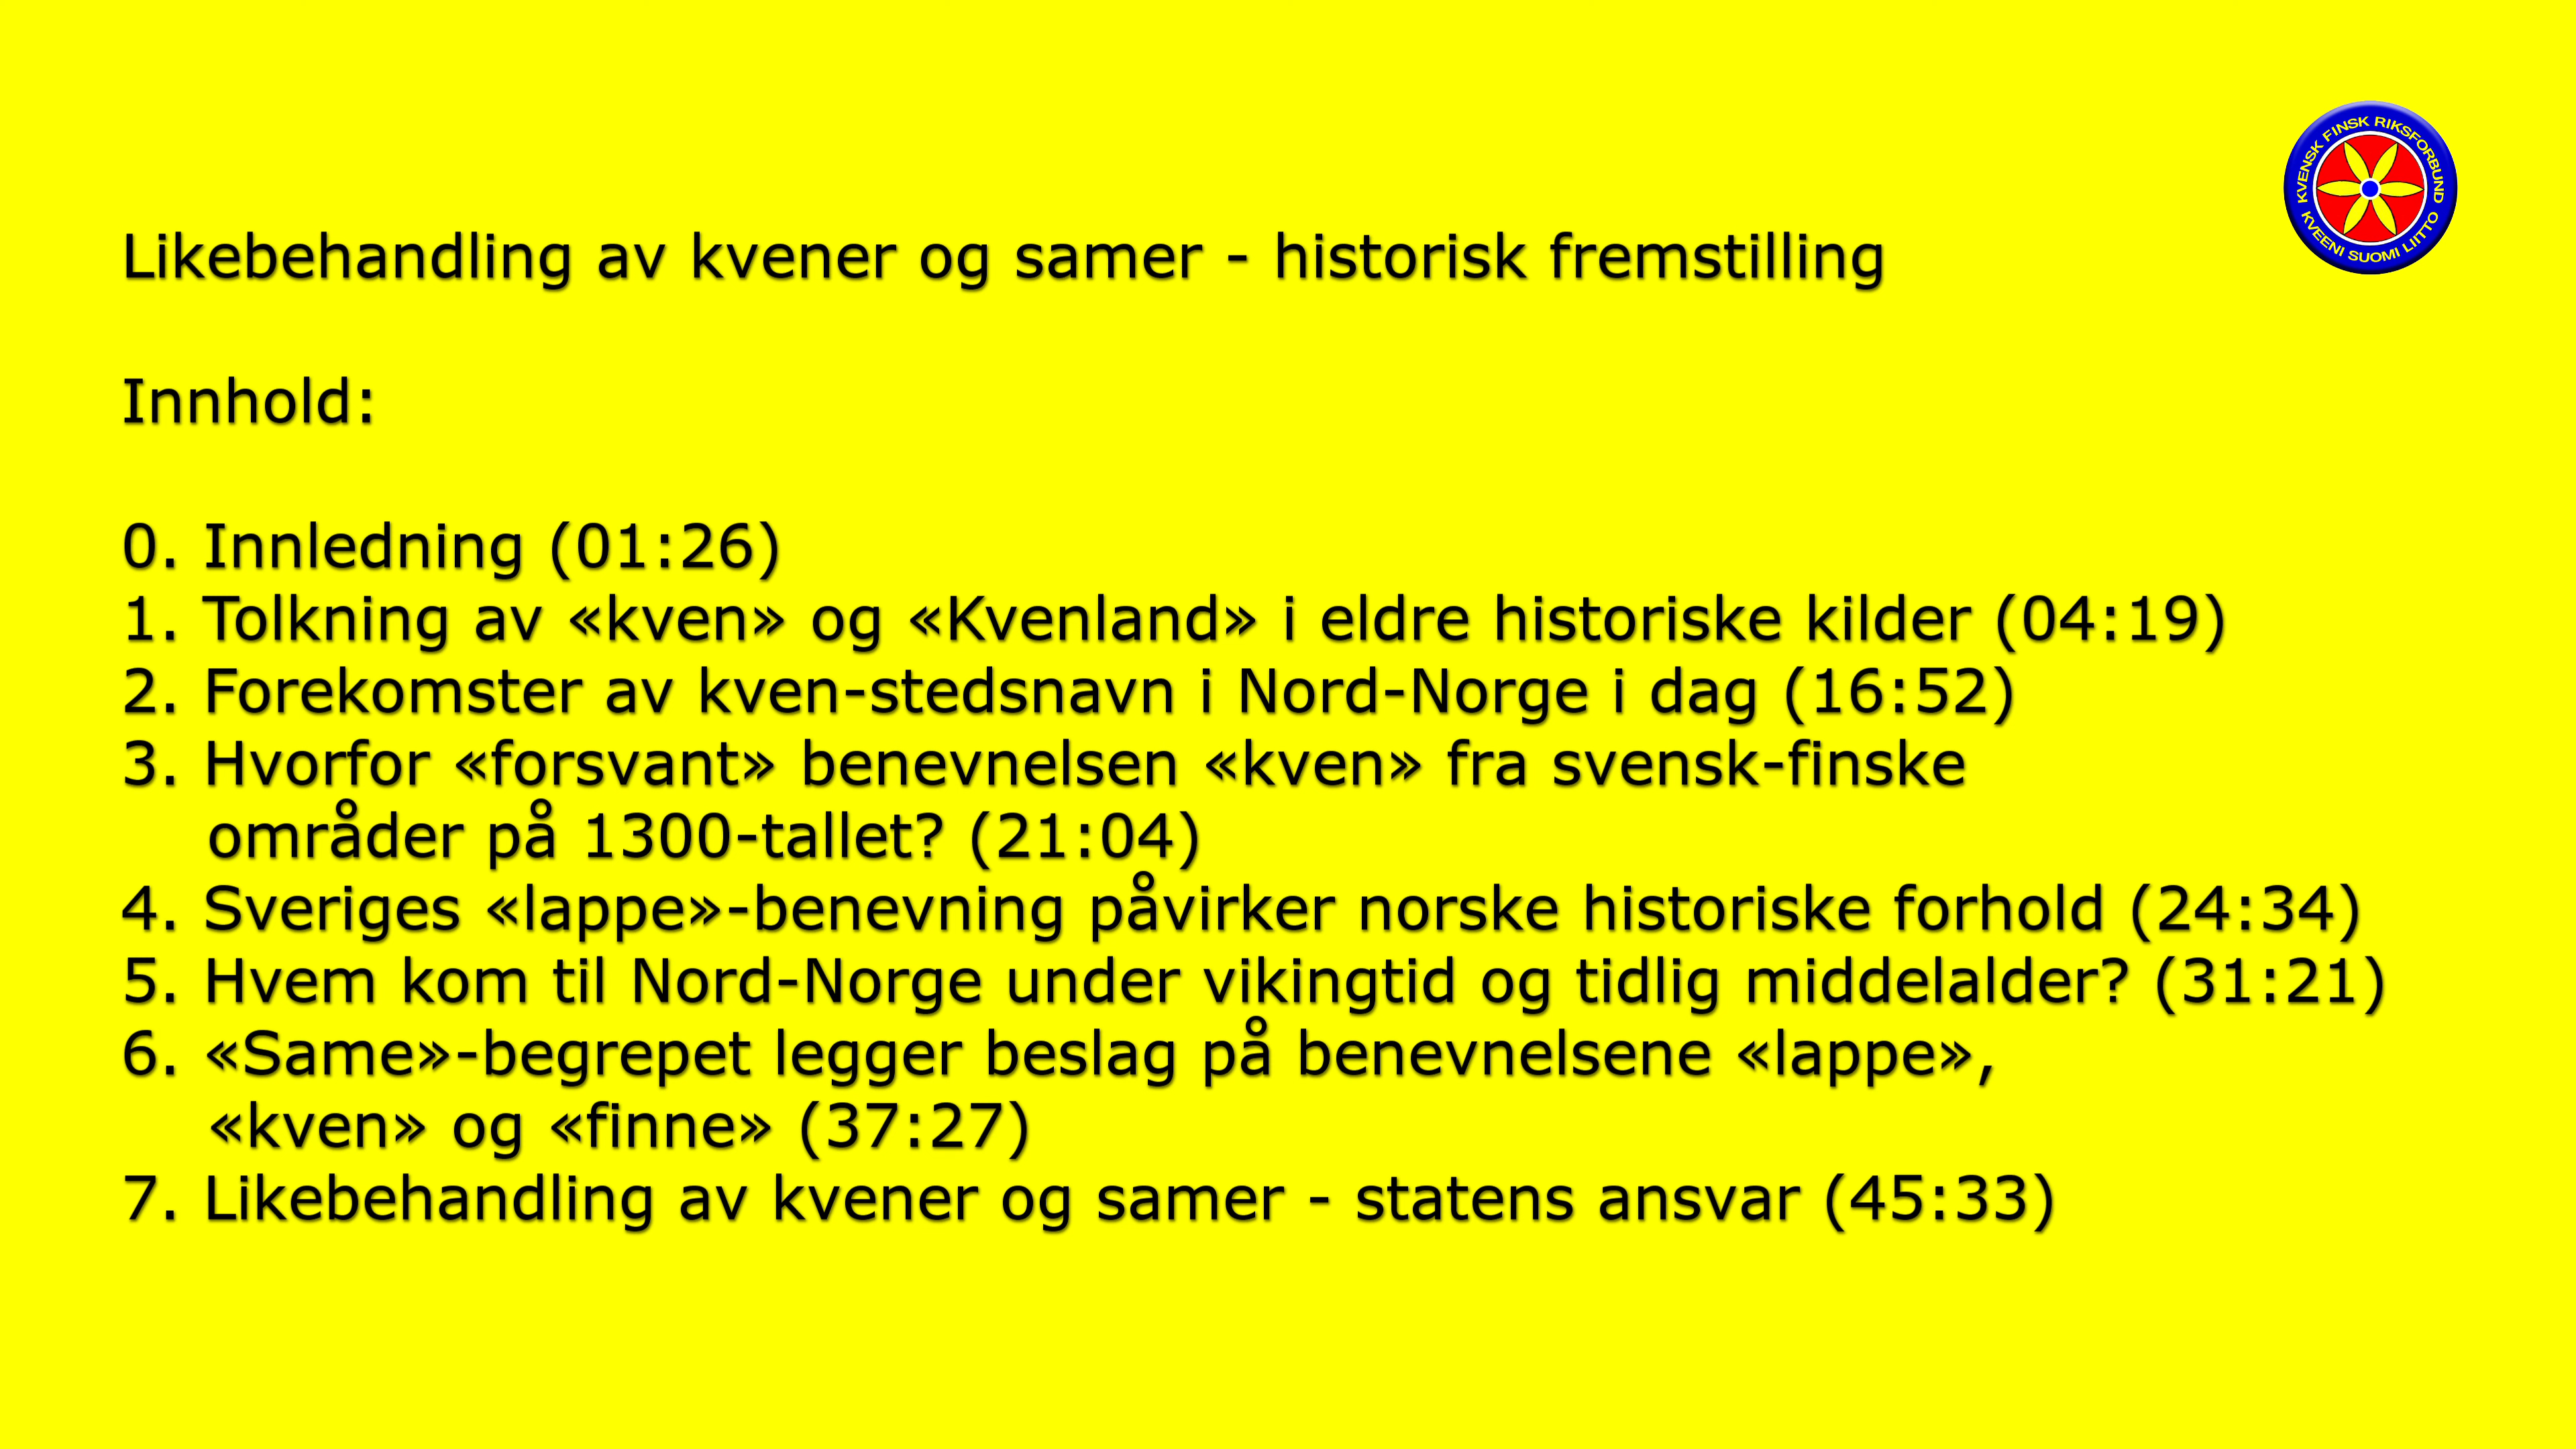 KVENSK FINSK RIKSFORBUND
KVEENI SUOMI LIITTO
Likebehandling av kvener og samer - historisk fremstilling
Innhold:
0. Innledning (01:26)
1. Tolkning av «kven» og «Kvenland» i eldre historiske kilder (04:19)
2. Forekomster av kven-stedsnavn i Nord-Norge i dag (16:52)
3. Hvorfor «forsvant» benevnelsen «kven» fra svensk-finske
områder på 1300-tallet? (21:04)
4. Sveriges «lappe»-benevning påvirker norske historiske forhold (24:34)
5. Hvem kom til Nord-Norge under vikingtid og tidlig middelalder? (31:21)
6. «Same»-begrepet legger beslag på benevnelsene «lappe»,
«kven» og «finne» (37:27)
7. Likebehandling av kvener og samer - statens ansvar (45:33)